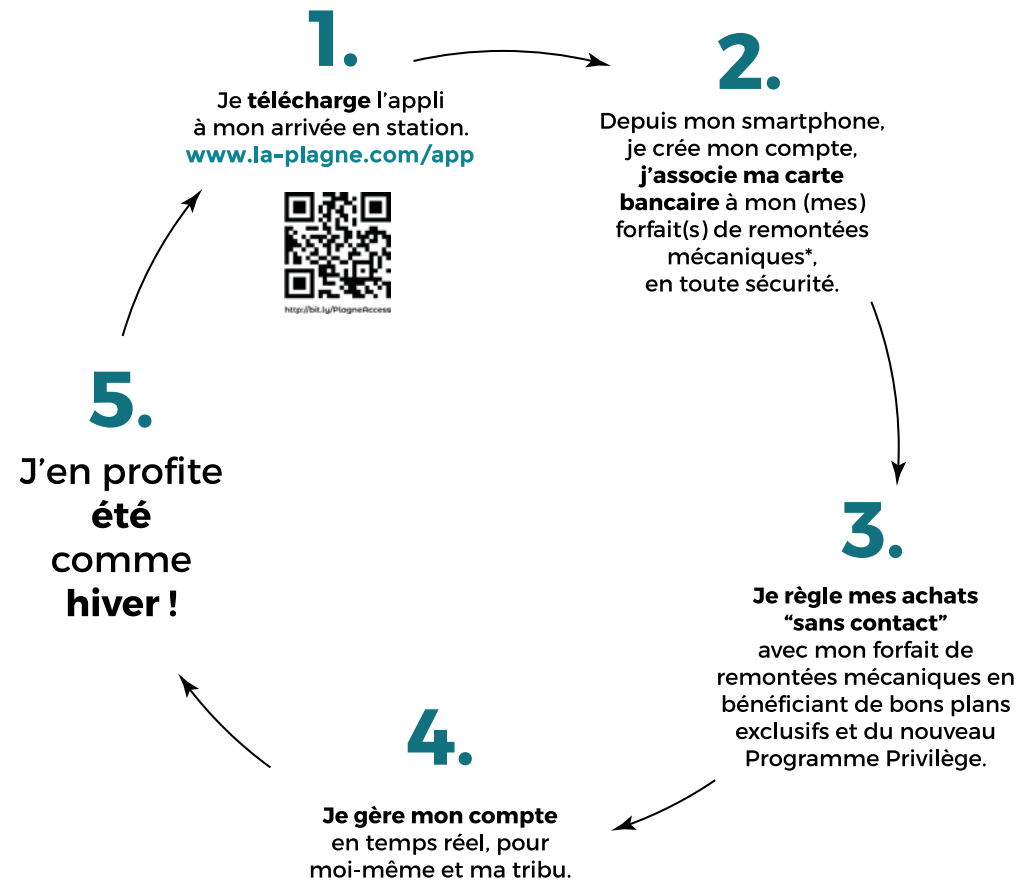 1.
Je télécharge l’appli
à mon arrivée en station.
www.la-plagne.com/app
http://bit.ly/PlagneAccess
2.
Depuis mon smartphone,
je crée mon compte,
j’associe ma carte
bancaire à mon (mes)
forfait(s) de remontées
mécaniques*,
en toute sécurité.
3.
Je règle mes achats
“sans contact”
avec mon forfait de
remontées mécaniques en
bénéficiant de bons plans
exclusifs et du nouveau
Programme Privilège.
4.
Je gère mon compte
en temps réel, pour
moi-même et ma tribu.
5.
J’en profite
été
comme
hiver !